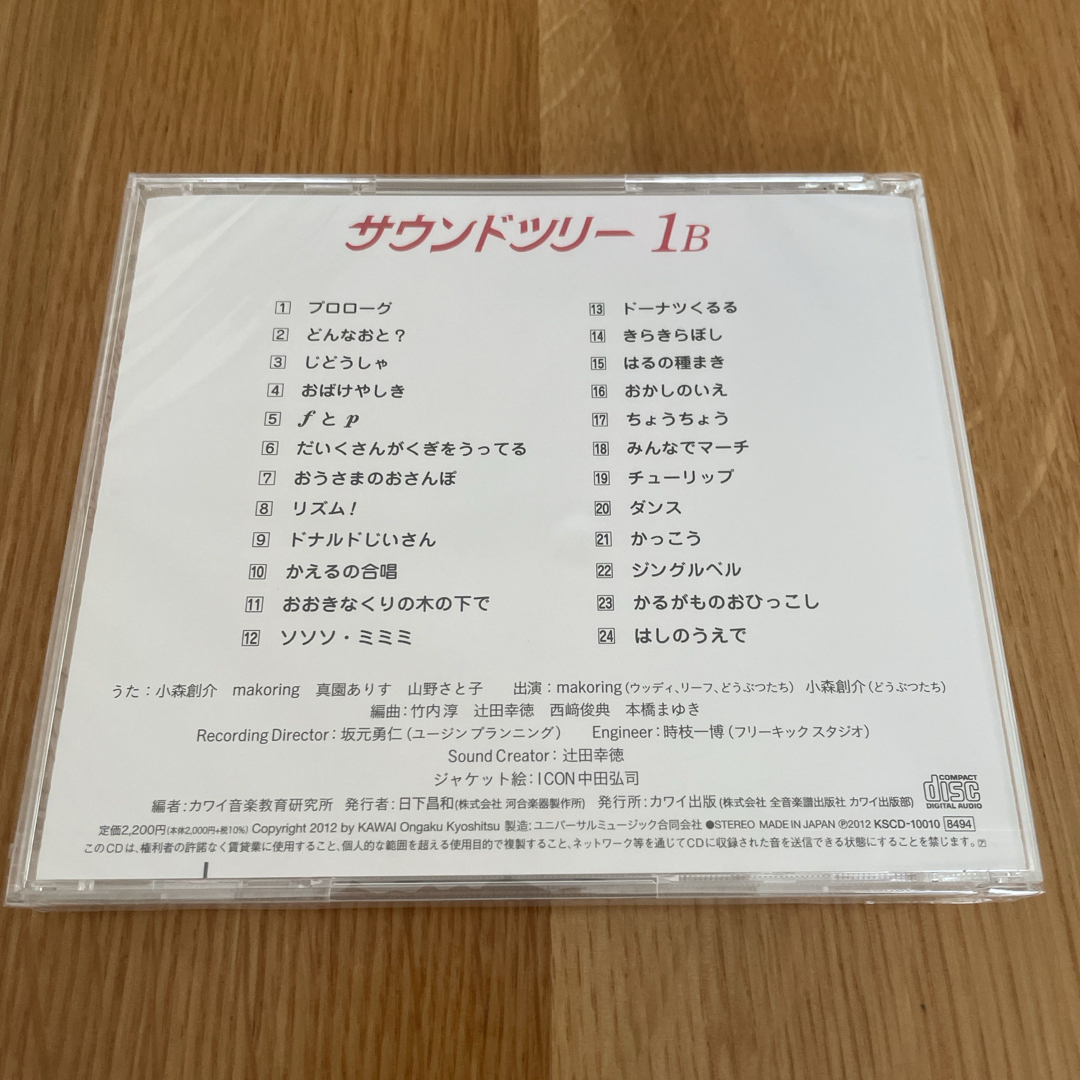 サウンドツリー 1B
1 プロローグ
2 どんなおと？
3 じどうしゃ
4 おばけやしき
5 f と p
6 だいくさんがくぎをうってる
7 おうさまのおさんぽ
8 リズム！
9 ドナルドじいさん
10 かえるの合唱
11 おおきなくりの木の下で
12 ソソソ・ミミミ
13 ドーナツくるる
14 きらきらぼし
15 はるの種まき
16 おかしのいえ
17 ちょうちょう
18 みんなでマーチ
19 チューリップ
20 ダンス
21 かっこう
22 ジングルベル
23 かるがものおひっこし
24 はしのうえで
うた：小森創介 makoring 真園ありす 山野さと子 出演：makoring（ウッディ、リーフ、どうぶつたち） 小森創介（どうぶつたち）
編曲：竹内淳 辻田幸徳 西﨑俊典 本橋まゆき
Recording Director：坂元勇仁（ユージン プランニング） Engineer：時枝一博（フリーキック スタジオ）
Sound Creator：辻田幸徳
ジャケット絵：ICON 中田弘司
COMPACT
disc
DIGITAL AUDIO
編者：カワイ音楽教育研究所 発行者：日下昌和（株式会社 河合楽器製作所） 発行所：カワイ出版（株式会社 全音楽譜出版社 カワイ出版部）
定価2,200円（本体2,000円＋税10%） Copyright 2012 by KAWAI Ongaku Kyoshitsu 製造：ユニバーサルミュージック合同会社 ●STEREO MADE IN JAPAN ℗2012 KSCD-10010 8494
このCDは、権利者の許諾なく賃貸業に使用すること、個人的な範囲を超える使用目的で複製すること、ネットワーク等を通じてCDに収録された音を送信できる状態にすることを禁じます。